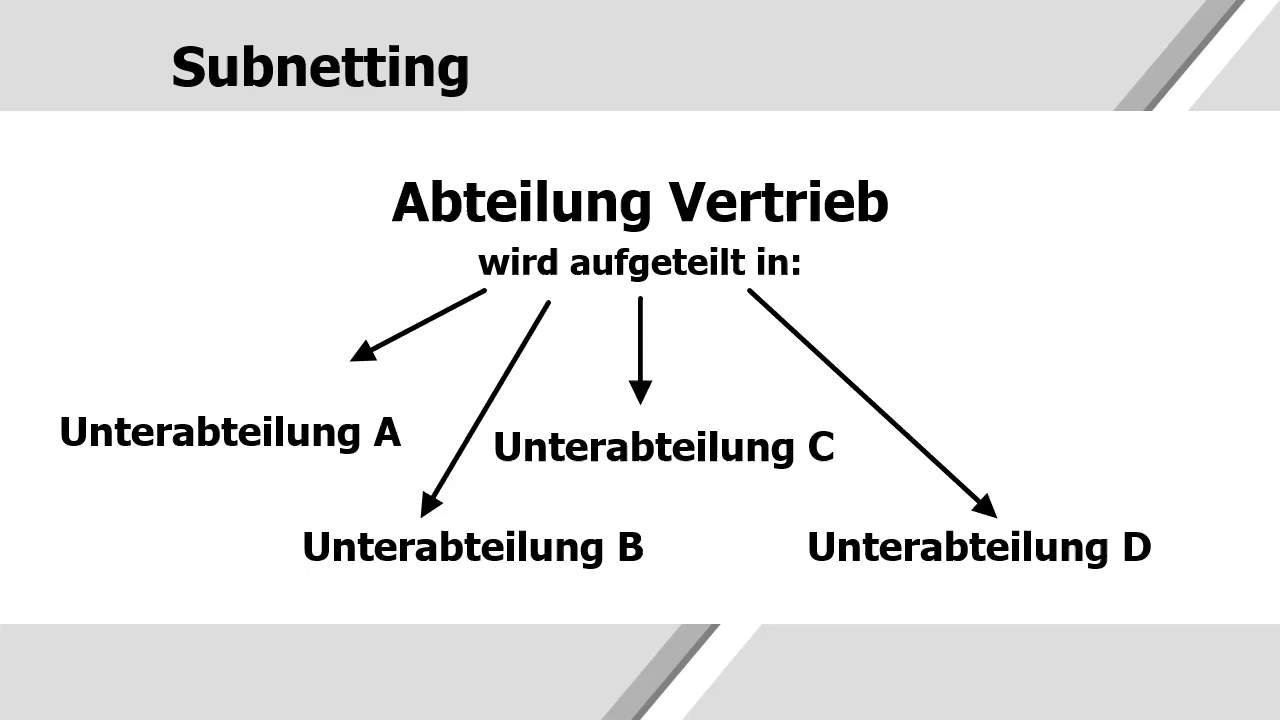 Subnetting
Abteilung Vertrieb
wird aufgeteilt in:
Unterabteilung A
Unterabteilung C
Unterabteilung B
Unterabteilung D